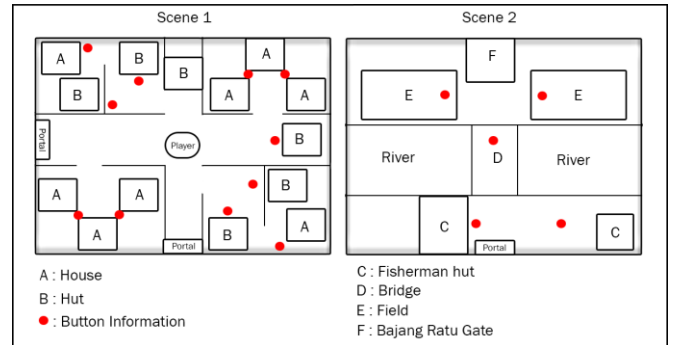 Scene 1
Scene 2
A
B
B
A
F
B
A
A
E
E
Portal
Player
B
River
D
River
A
A
B
A
B
A
C
C
Portal
Portal
A : House
B : Hut
: Button Information
C : Fisherman hut
D : Bridge
E : Field
F : Bajang Ratu Gate